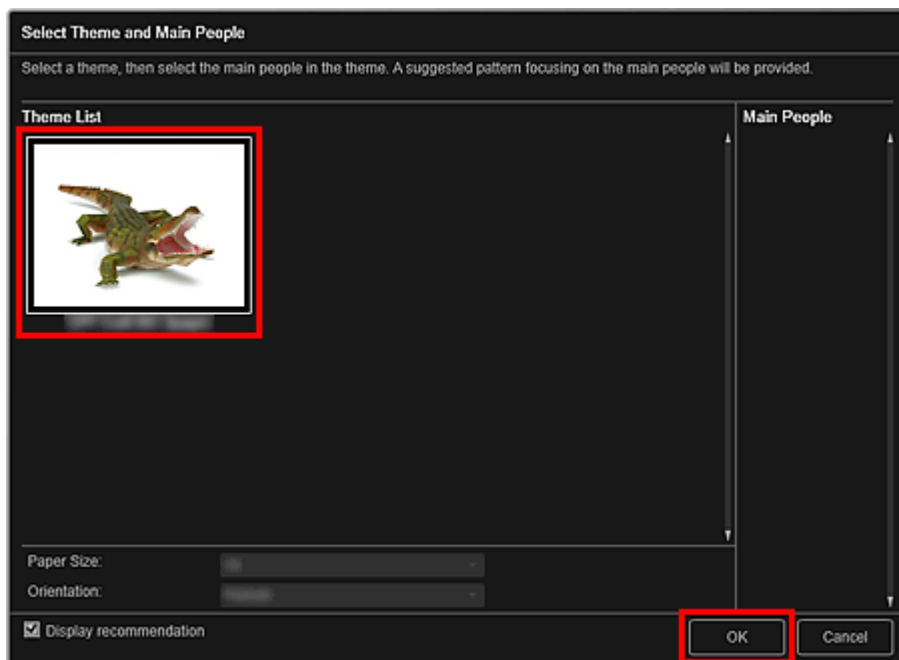 Select Theme and Main People
Select a theme, then select the main people in the theme. A suggested pattern focusing on the main people will be provided.
Theme List
Main People
Paper Size:
Orientation:
Display recommendation
OK
Cancel